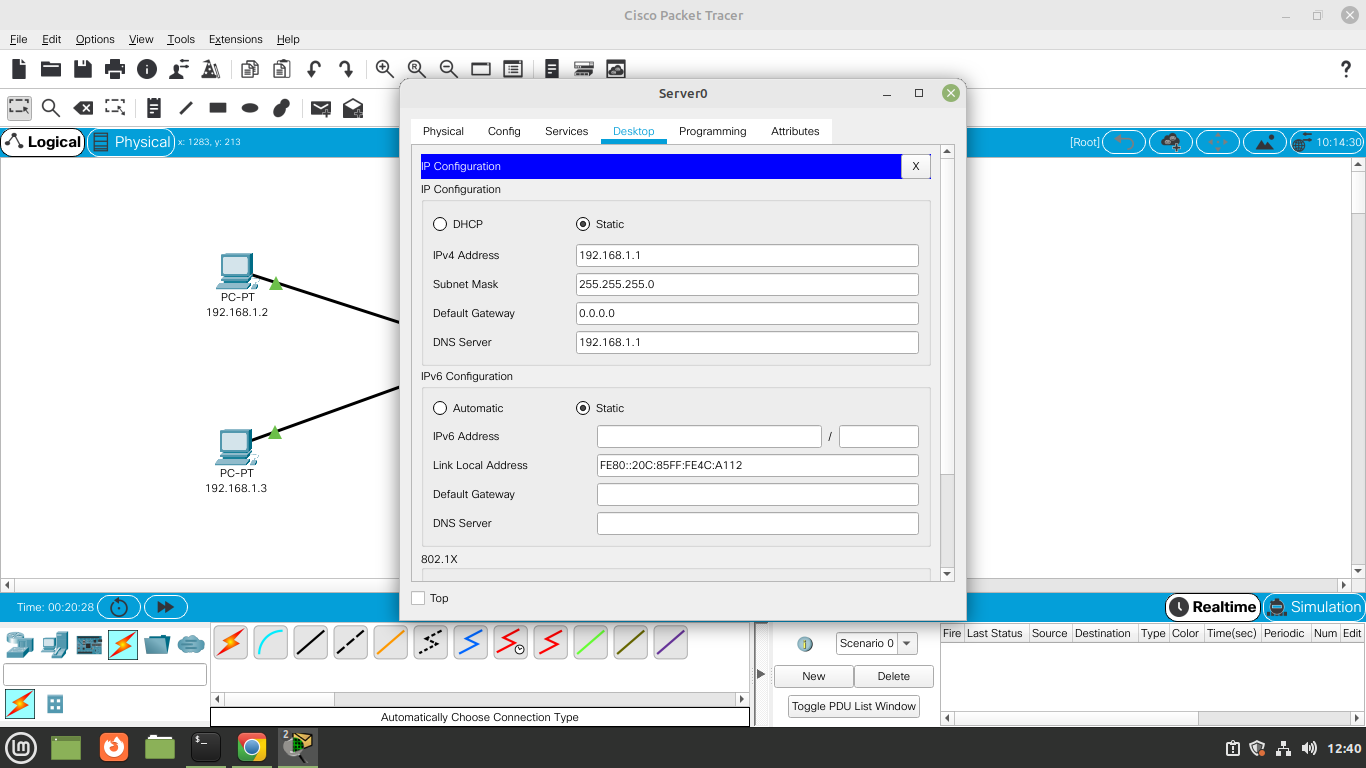 Cisco Packet Tracer
File Edit Options View Tools Extensions Help
?
Server0
Physical Config Services Desktop Programming Attributes
Logical Physical x: 1283, y: 213
[Root] 10:14:30
IP Configuration X
IP Configuration
DHCP Static
IPv4 Address 192.168.1.1
Subnet Mask 255.255.255.0
Default Gateway 0.0.0.0
DNS Server 192.168.1.1
IPv6 Configuration
Automatic Static
IPv6 Address /
Link Local Address FE80::20C:85FF:FE4C:A112
Default Gateway
DNS Server
802.1X
Top
PC-PT
192.168.1.2
PC-PT
192.168.1.3
Time: 00:20:28 Realtime Simulation
1 Scenario 0
New Delete
Toggle PDU List Window
Fire Last Status Source Destination Type Color Time(sec) Periodic Num Edit
Automatically Choose Connection Type
2
12:40